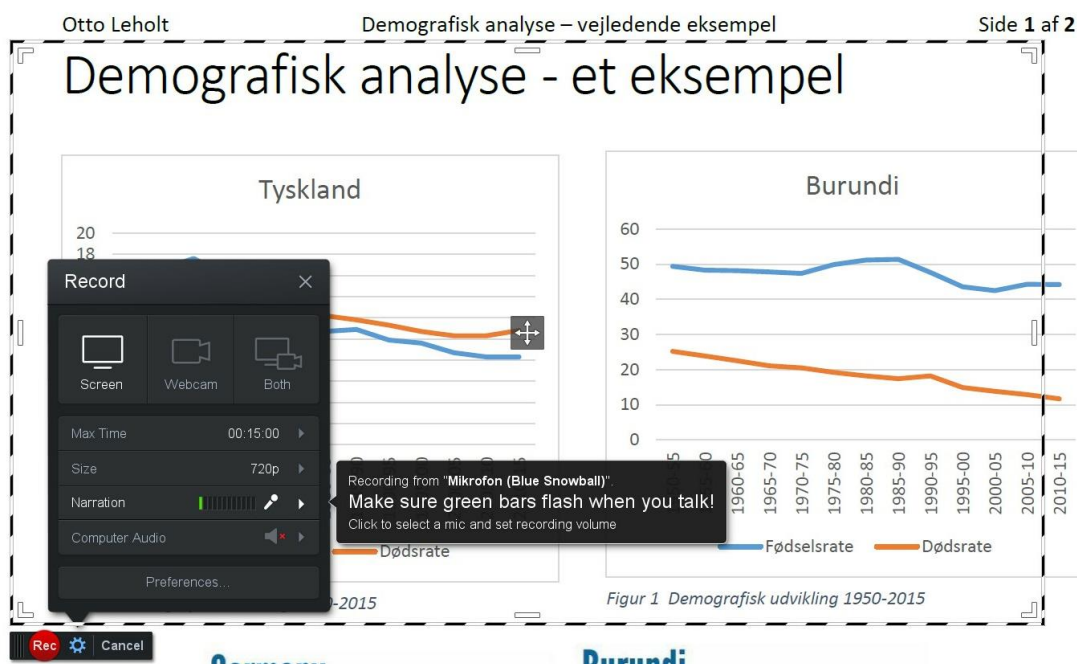 Otto Leholt Demografisk analyse – vejledende eksempel Side 1 af 2
Demografisk analyse - et eksempel
Tyskland
20
18
Burundi
60
50
40
30
20
10
0
1960-65
1965-70
1970-75
1975-80
1980-85
1985-90
1990-95
1995-00
2000-05
2005-10
2010-15
Fødselsrate Dødsrate
Figur 1 Demografisk udvikling 1950-2015
Dødsrate
-2015
Record
Screen Webcam Both
Max Time 00:15:00
Size 720p
Narration
Computer Audio
Preferences...
Recording from "Mikrofon (Blue Snowball)".
Make sure green bars flash when you talk!
Click to select a mic and set recording volume
Rec Cancel
Burundi